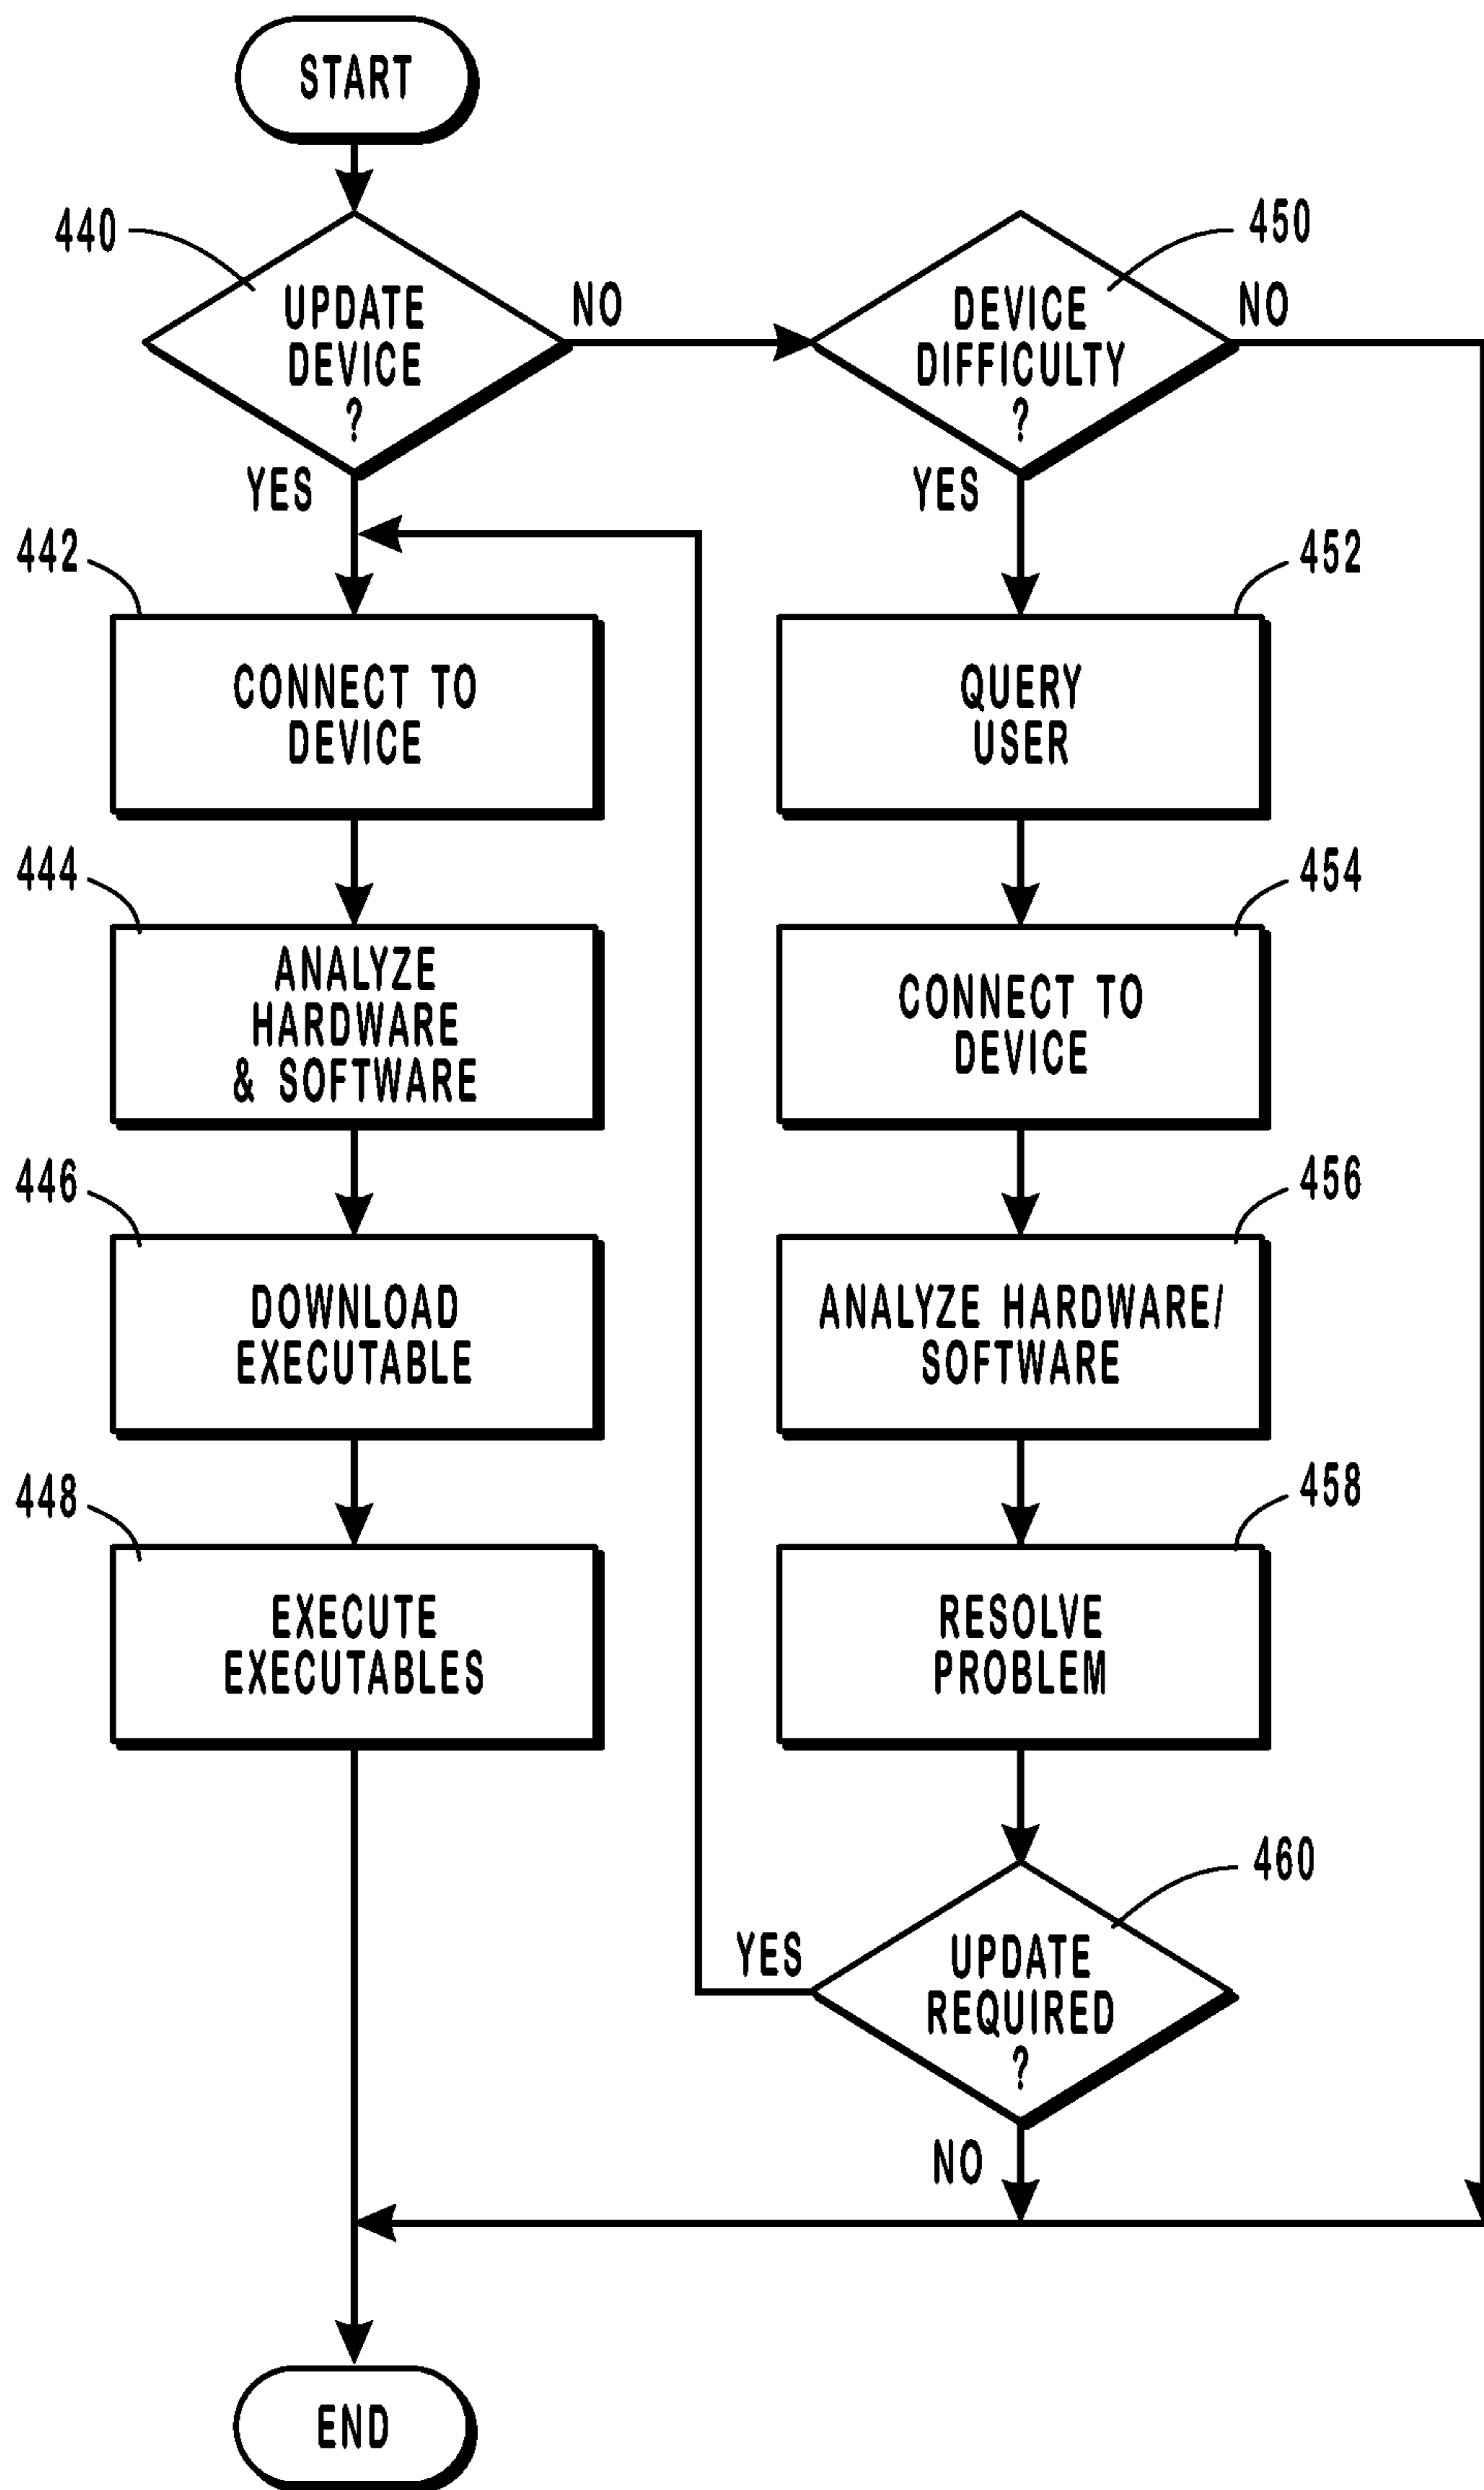 START
440
UPDATE
DEVICE
?
NO
YES
450
DEVICE
DIFFICULTY
?
NO
YES
442
CONNECT TO
DEVICE
452
QUERY
USER
444
ANALYZE
HARDWARE
& SOFTWARE
454
CONNECT TO
DEVICE
446
DOWNLOAD
EXECUTABLE
456
ANALYZE HARDWARE/
SOFTWARE
448
EXECUTE
EXECUTABLES
458
RESOLVE
PROBLEM
460
UPDATE
REQUIRED
?
YES
NO
END